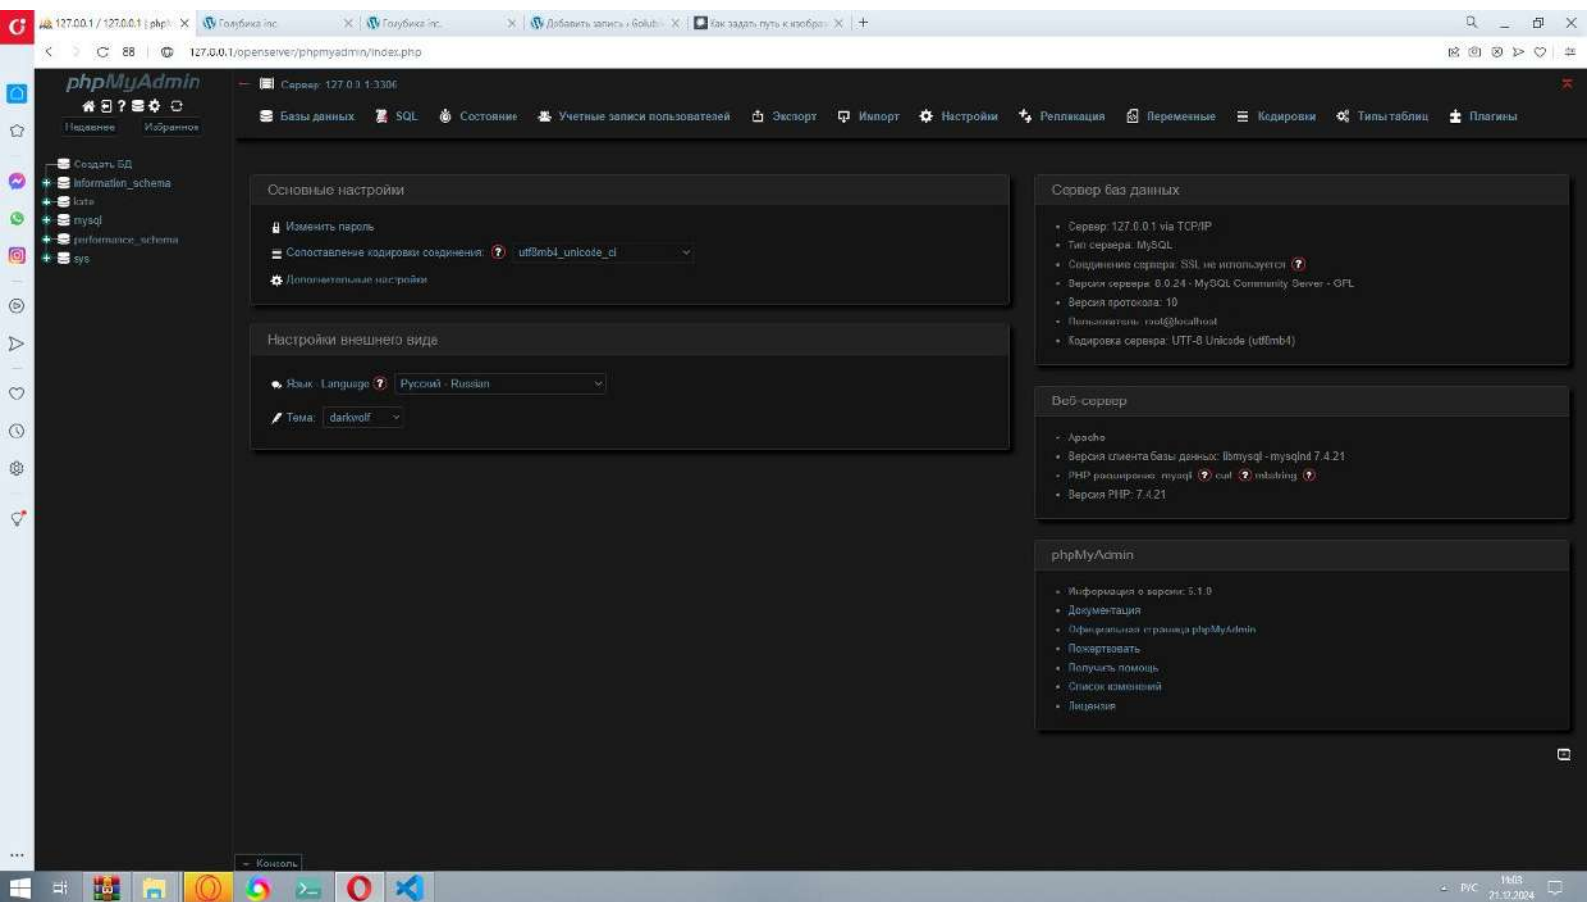 127.0.0.1 / 127.0.0.1 | php
Голубика inc.
Голубика inc.
Добавить запись ‹ Golub
Как задать путь к изобра
88
127.0.0.1/openserver/phpmyadmin/index.php
phpMyAdmin
Недавнее
Избранное
Создать БД
information_schema
kate
mysql
performance_schema
sys
Сервер: 127.0.0.1:3306
Базы данных
SQL
Состояние
Учетные записи пользователей
Экспорт
Импорт
Настройки
Репликация
Переменные
Кодировки
Типы таблиц
Плагины
Основные настройки
Изменить пароль
Сопоставление кодировки соединения:
utf8mb4_unicode_ci
Дополнительные настройки
Настройки внешнего вида
Язык - Language
Русский - Russian
Тема:
darkwolf
Сервер баз данных
Сервер: 127.0.0.1 via TCP/IP
Тип сервера: MySQL
Соединение сервера: SSL не используется
Версия сервера: 8.0.24 - MySQL Community Server - GPL
Версия протокола: 10
Пользователь: root@localhost
Кодировка сервера: UTF-8 Unicode (utf8mb4)
Веб-сервер
Apache
Версия клиента базы данных: libmysql - mysqlnd 7.4.21
PHP расширение: mysqli curl mbstring
Версия PHP: 7.4.21
phpMyAdmin
Информация о версии: 5.1.0
Документация
Официальная страница phpMyAdmin
Пожертвовать
Получить помощь
Список изменений
Лицензия
Консоль
РУС
11:03
21.12.2024